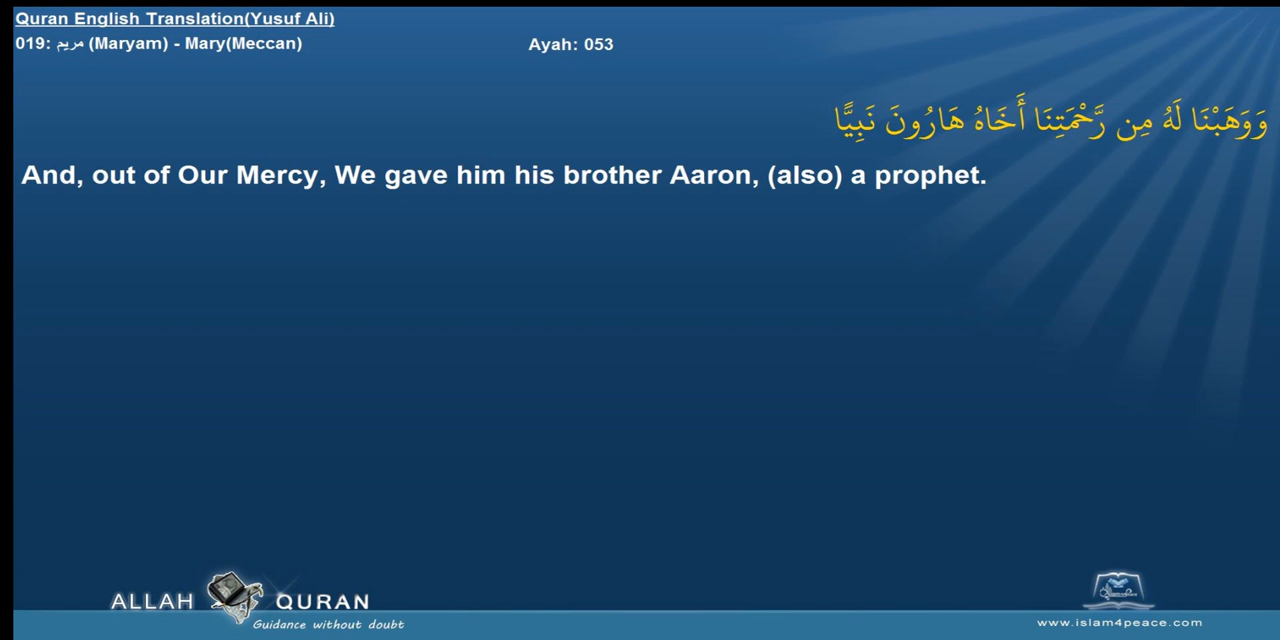 Quran English Translation(Yusuf Ali)
019: مريم (Maryam) - Mary(Meccan)
Ayah: 053
وَوَهَبْنَا لَهُ مِن رَّحْمَتِنَا أَخَاهُ هَارُونَ نَبِيًّا
And, out of Our Mercy, We gave him his brother Aaron, (also) a prophet.
ALLAH QURAN
Guidance without doubt
www.islam4peace.com